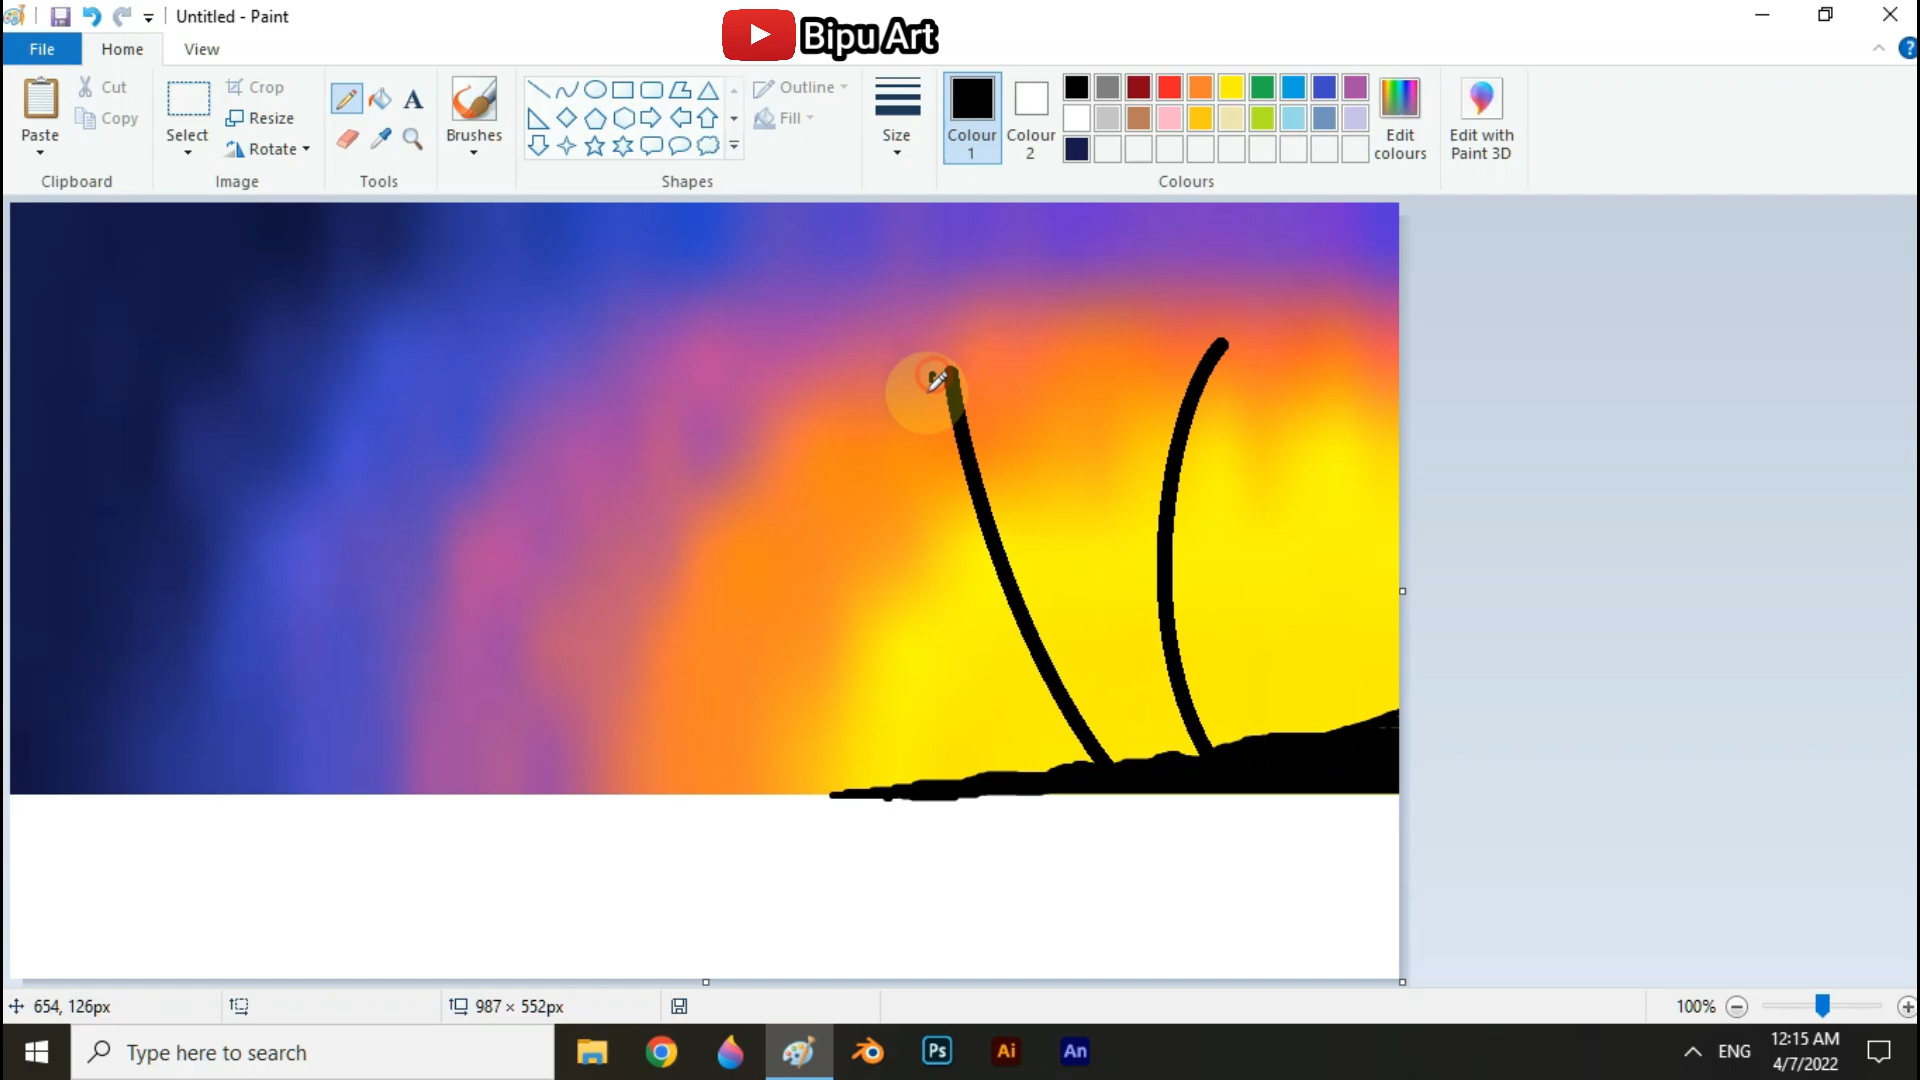 Untitled - Paint
Bipu Art
File
Home
View
?
Paste
Cut
Copy
Clipboard
Select
Crop
Resize
Rotate
Image
A
Tools
Brushes
Outline
Fill
Shapes
Size
Colour
1
Colour
2
Edit
colours
Edit with
Paint 3D
Colours
654, 126px
987 × 552px
100%
Type here to search
Ps
Ai
An
ENG
12:15 AM
4/7/2022